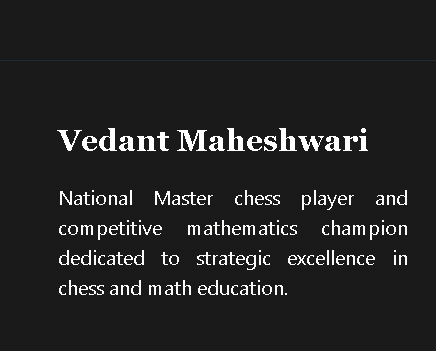 Vedant Maheshwari
National Master chess player and
competitive mathematics champion
dedicated to strategic excellence in
chess and math education.